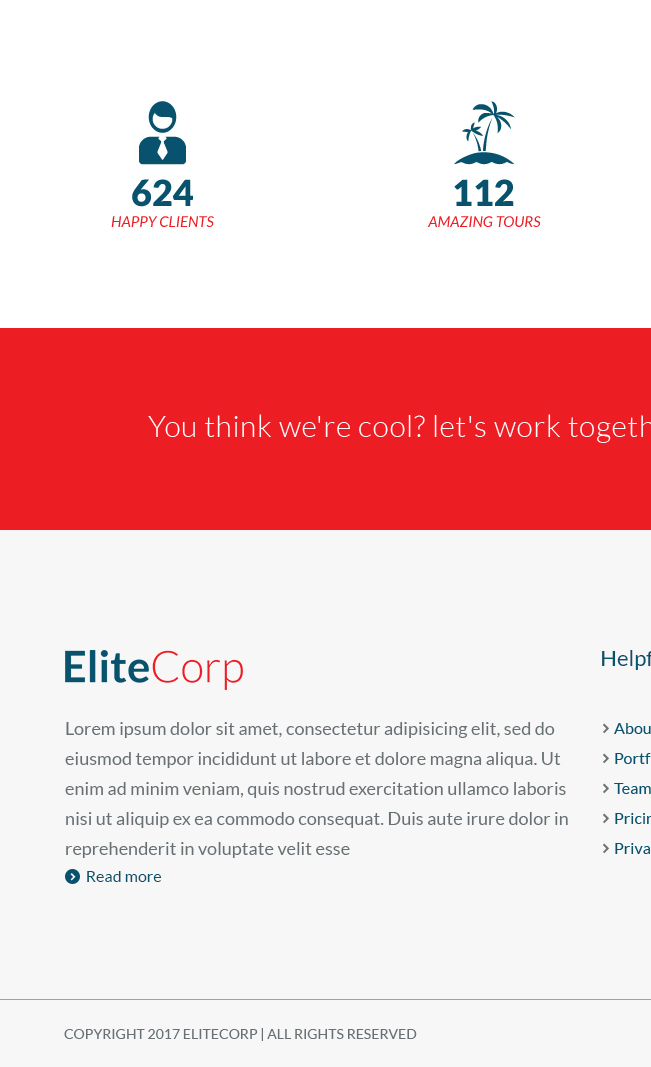 624
HAPPY CLIENTS
112
AMAZING TOURS
You think we're cool? let's work togeth
EliteCorp
Lorem ipsum dolor sit amet, consectetur adipisicing elit, sed do
eiusmod tempor incididunt ut labore et dolore magna aliqua. Ut
enim ad minim veniam, quis nostrud exercitation ullamco laboris
nisi ut aliquip ex ea commodo consequat. Duis aute irure dolor in
reprehenderit in voluptate velit esse
Read more
Helpf
Abou
Portf
Team
Pricin
Priva
COPYRIGHT 2017 ELITECORP | ALL RIGHTS RESERVED